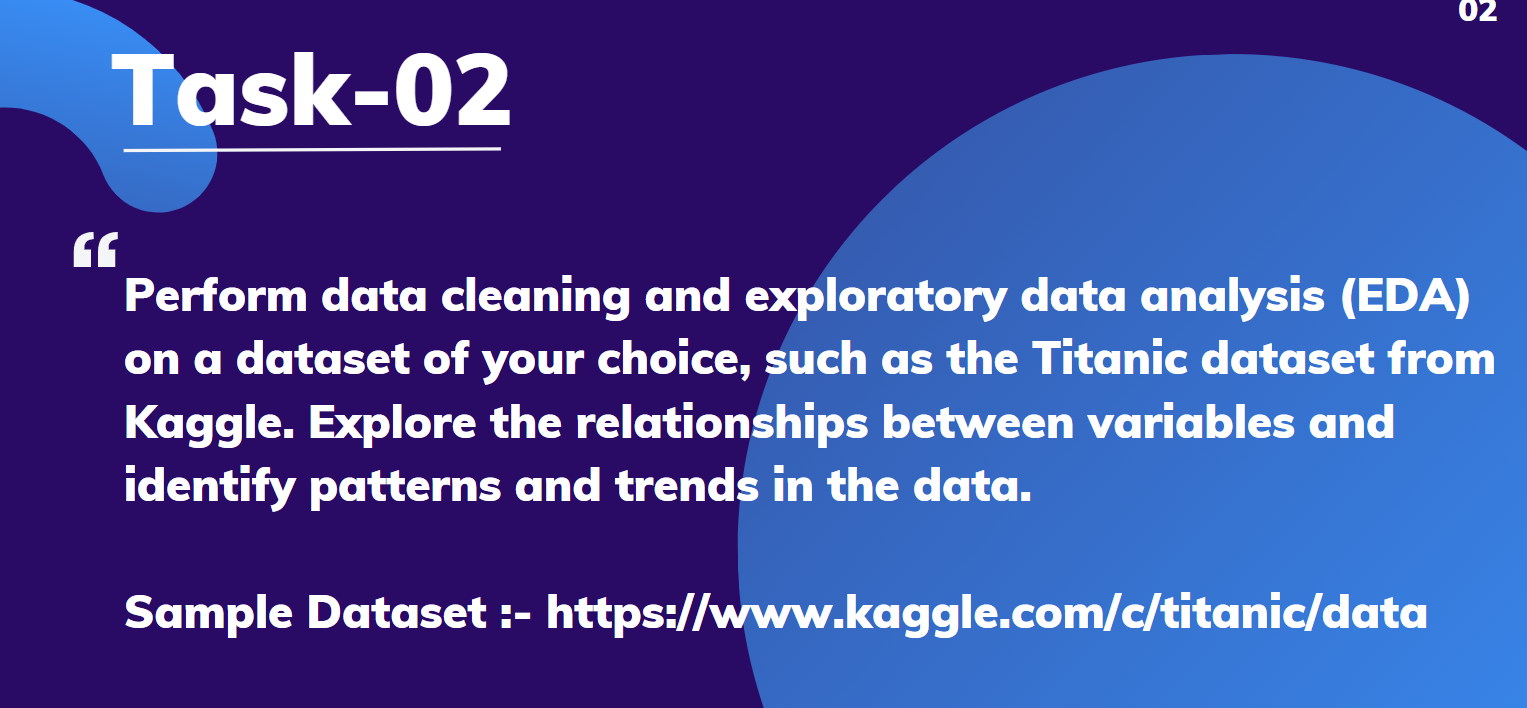 02
Task-02
“
Perform data cleaning and exploratory data analysis (EDA)
on a dataset of your choice, such as the Titanic dataset from
Kaggle. Explore the relationships between variables and
identify patterns and trends in the data.
Sample Dataset :- https://www.kaggle.com/c/titanic/data